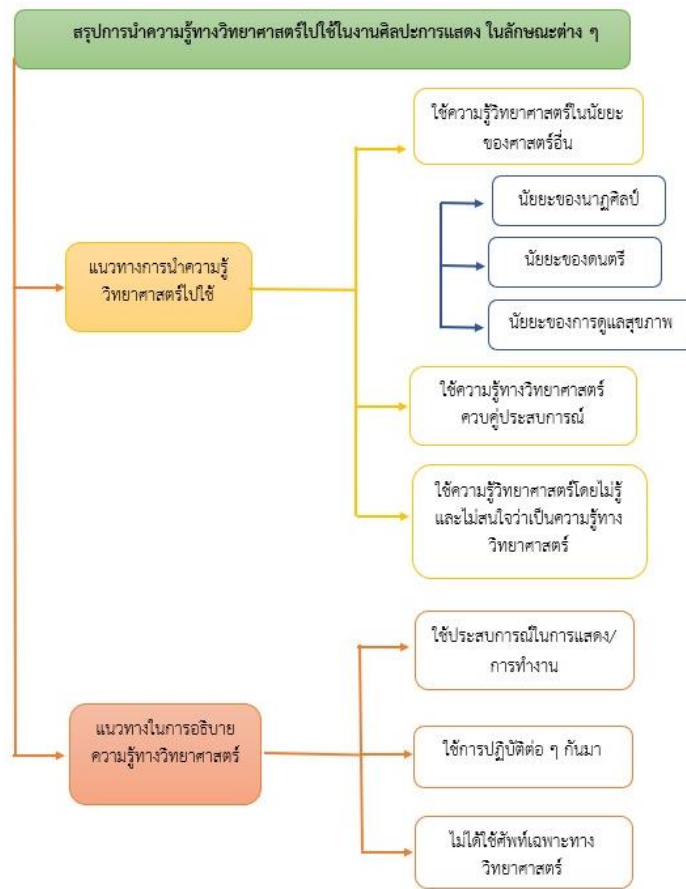 สรุปการนำความรู้ทางวิทยาศาสตร์ไปใช้ในงานศิลปะการแสดง ในลักษณะต่าง ๆ
แนวทางการนำความรู้
วิทยาศาสตร์ไปใช้
ใช้ความรู้วิทยาศาสตร์ในนัยยะ
ของศาสตร์อื่น
นัยยะของนาฏศิลป์
นัยยะของดนตรี
นัยยะของการดูแลสุขภาพ
ใช้ความรู้ทางวิทยาศาสตร์
ควบคู่ประสบการณ์
ใช้ความรู้วิทยาศาสตร์โดยไม่รู้
และไม่สนใจว่าเป็นความรู้ทาง
วิทยาศาสตร์
แนวทางในการอธิบาย
ความรู้ทางวิทยาศาสตร์
ใช้ประสบการณ์ในการแสดง/
การทำงาน
ใช้การปฏิบัติต่อ ๆ กันมา
ไม่ได้ใช้ศัพท์เฉพาะทาง
วิทยาศาสตร์